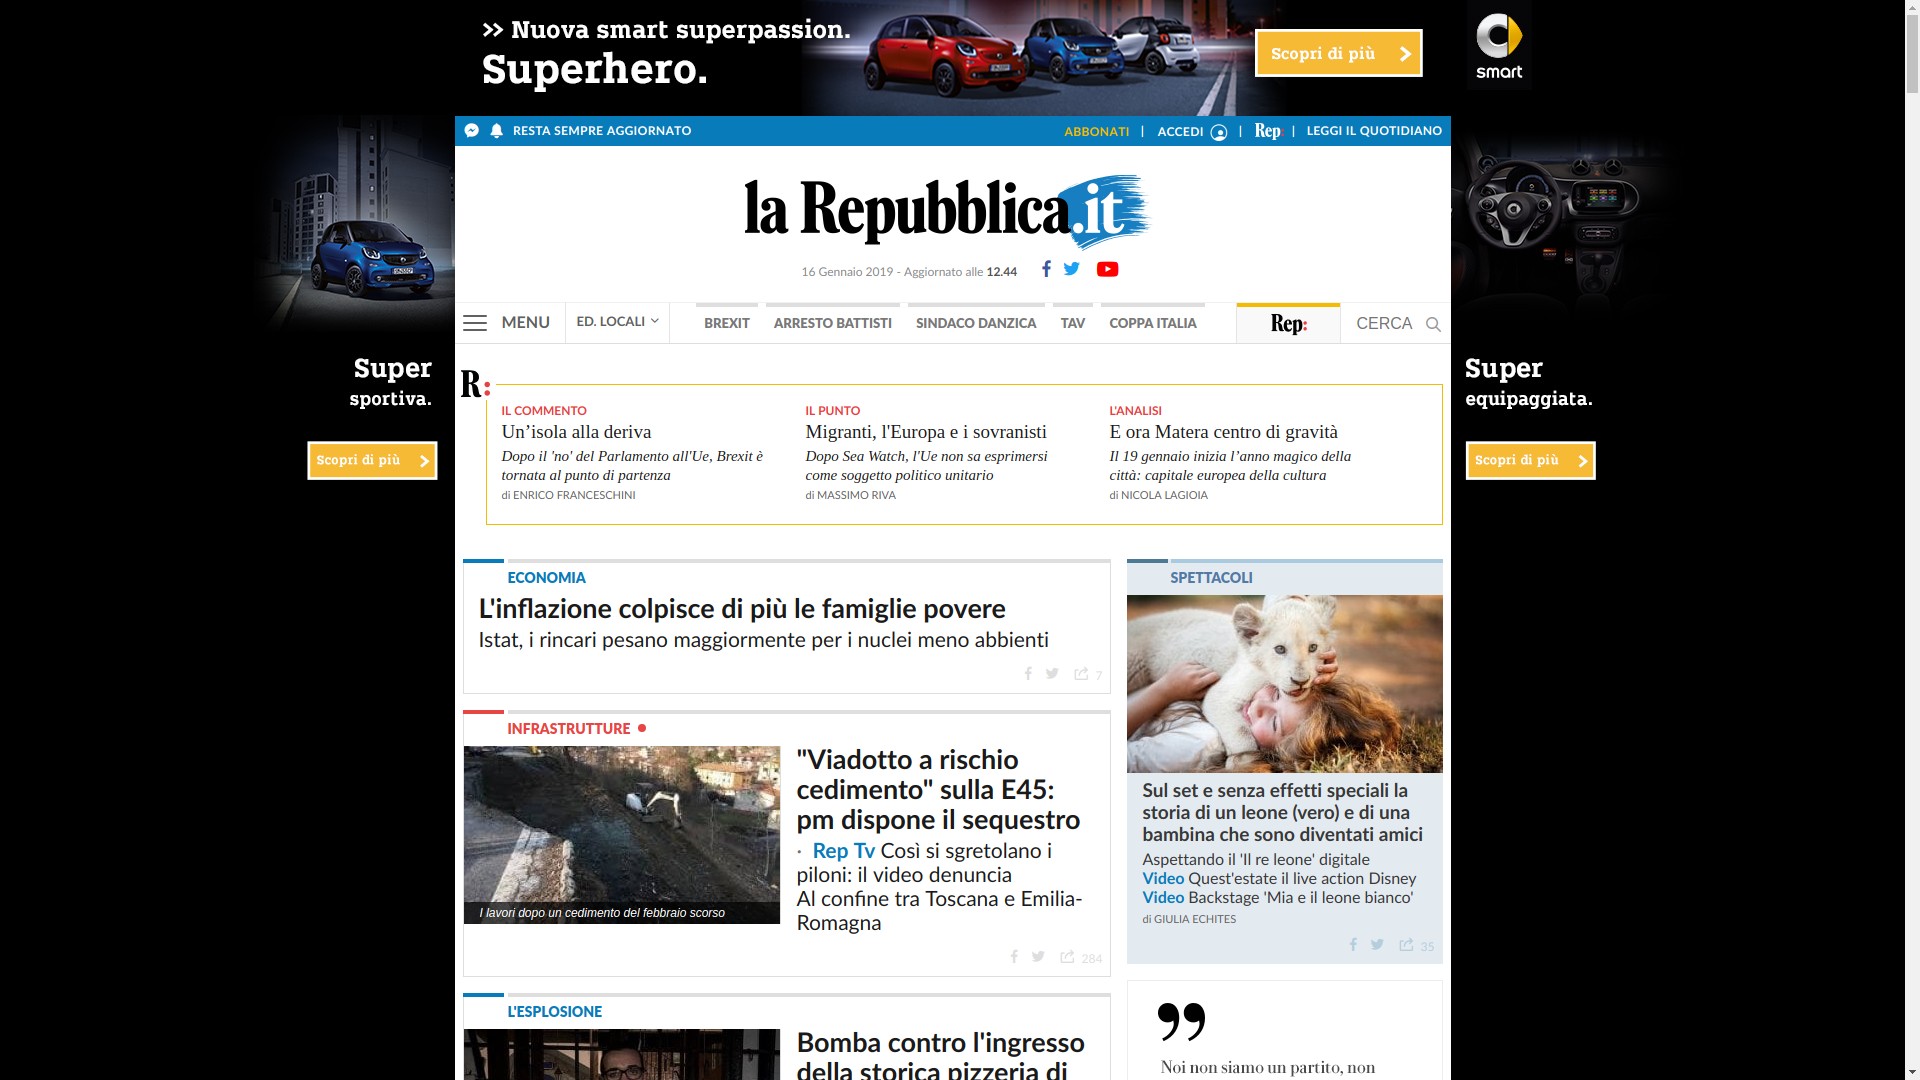 >> Nuova smart superpassion.
Superhero.
Scopri di più
smart
RESTA SEMPRE AGGIORNATO
ABBONATI | ACCEDI | Rep: | LEGGI IL QUOTIDIANO
la Repubblica.it
16 Gennaio 2019 - Aggiornato alle 12.44
MENU
ED. LOCALI
BREXIT
ARRESTO BATTISTI
SINDACO DANZICA
TAV
COPPA ITALIA
Rep:
CERCA
Super
sportiva.
Scopri di più
Super
equipaggiata.
Scopri di più
R:
IL COMMENTO
Un’isola alla deriva
Dopo il 'no' del Parlamento all'Ue, Brexit è
tornata al punto di partenza
di ENRICO FRANCESCHINI
IL PUNTO
Migranti, l'Europa e i sovranisti
Dopo Sea Watch, l'Ue non sa esprimersi
come soggetto politico unitario
di MASSIMO RIVA
L'ANALISI
E ora Matera centro di gravità
Il 19 gennaio inizia l’anno magico della
città: capitale europea della cultura
di NICOLA LAGIOIA
ECONOMIA
L'inflazione colpisce di più le famiglie povere
Istat, i rincari pesano maggiormente per i nuclei meno abbienti
7
INFRASTRUTTURE
I lavori dopo un cedimento del febbraio scorso
"Viadotto a rischio
cedimento" sulla E45:
pm dispone il sequestro
· Rep Tv Così si sgretolano i
piloni: il video denuncia
Al confine tra Toscana e Emilia-
Romagna
284
L'ESPLOSIONE
Bomba contro l'ingresso
della storica pizzeria di
SPETTACOLI
Sul set e senza effetti speciali la
storia di un leone (vero) e di una
bambina che sono diventati amici
Aspettando il 'Il re leone' digitale
Video Quest'estate il live action Disney
Video Backstage 'Mia e il leone bianco'
di GIULIA ECHITES
35
”
Noi non siamo un partito, non